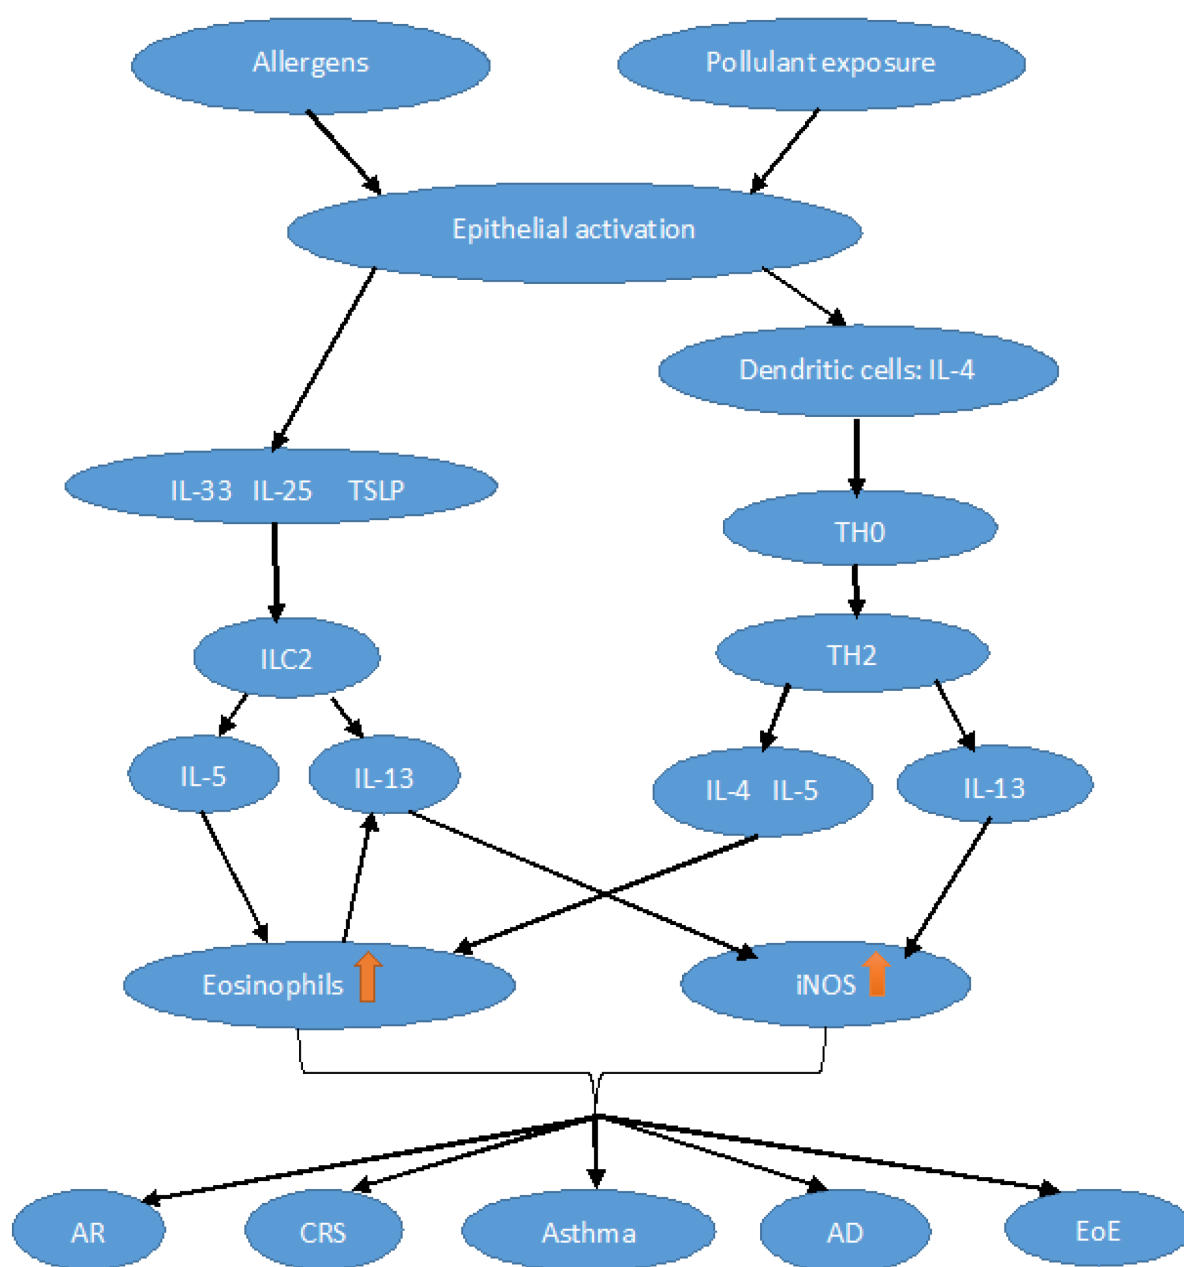 Allergens
Pollulant exposure
Epithelial activation
Dendritic cells: IL-4
IL-33 IL-25 TSLP
TH0
ILC2
TH2
IL-5
IL-13
IL-4 IL-5
IL-13
Eosinophils
iNOS
AR
CRS
Asthma
AD
EoE